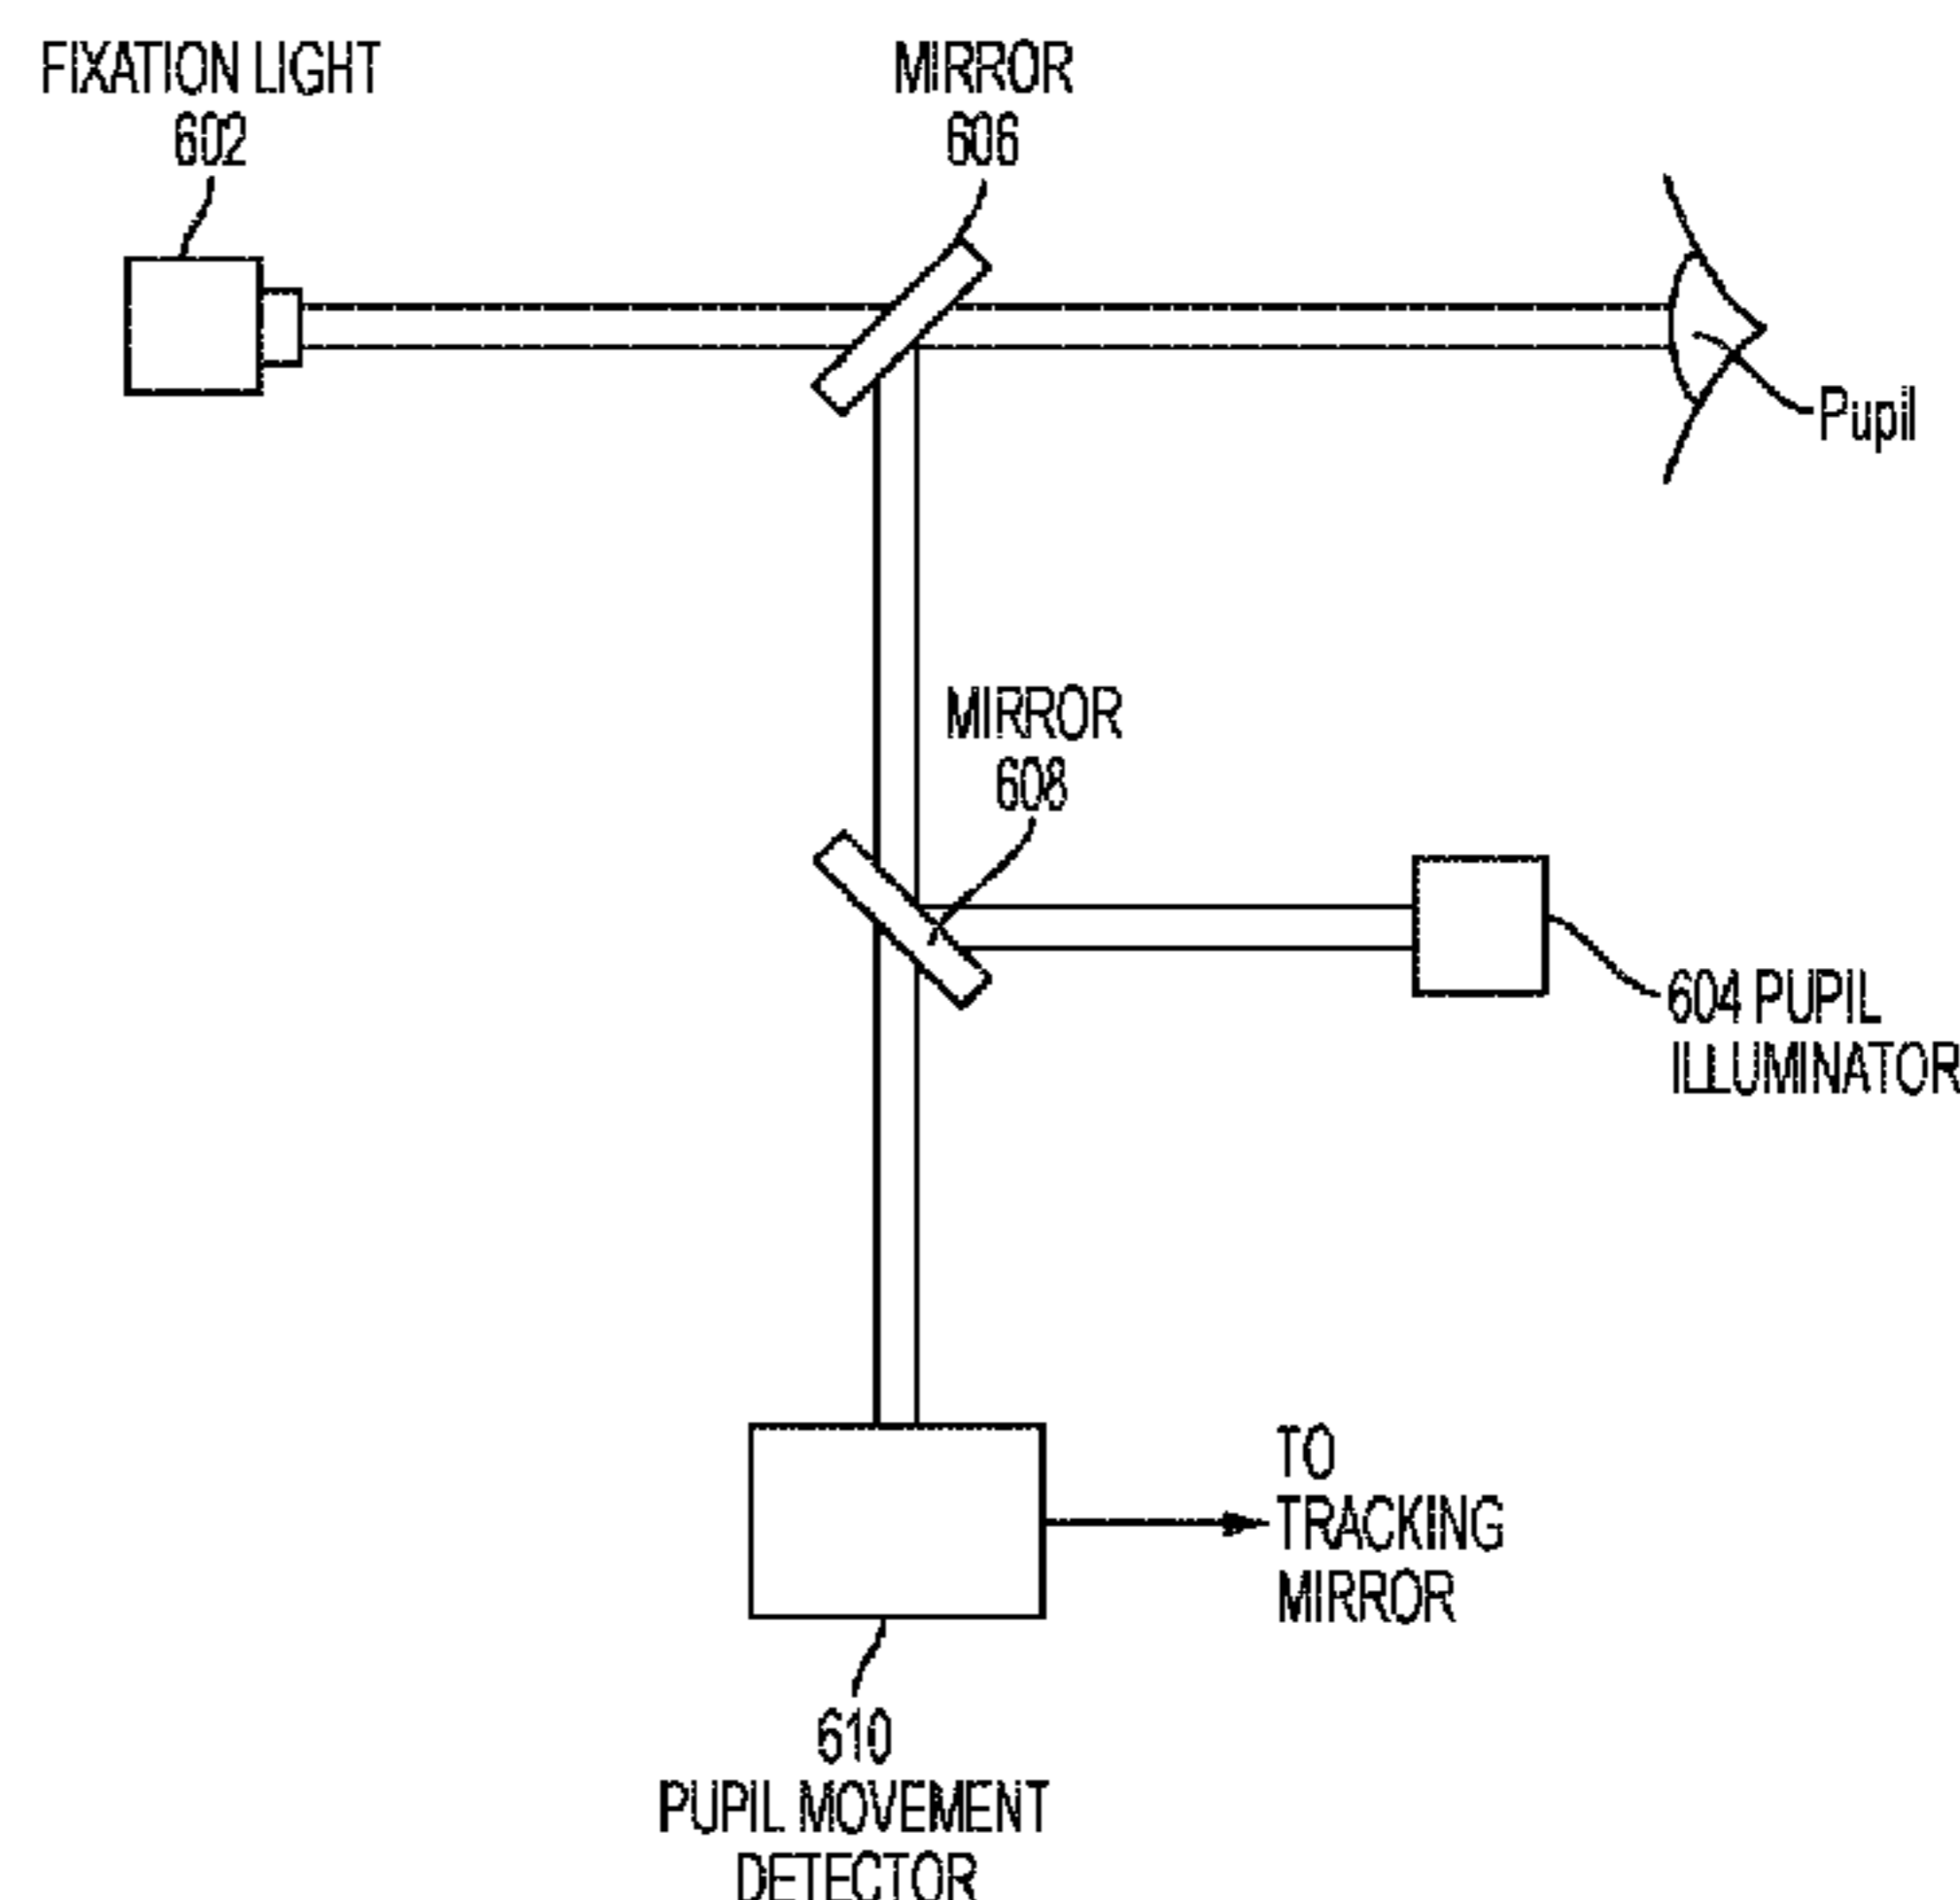 FIXATION LIGHT
602
MIRROR
606
Pupil
MIRROR
608
604 PUPIL
ILLUMINATOR
TO
TRACKING
MIRROR
610
PUPIL MOVEMENT
DETECTOR